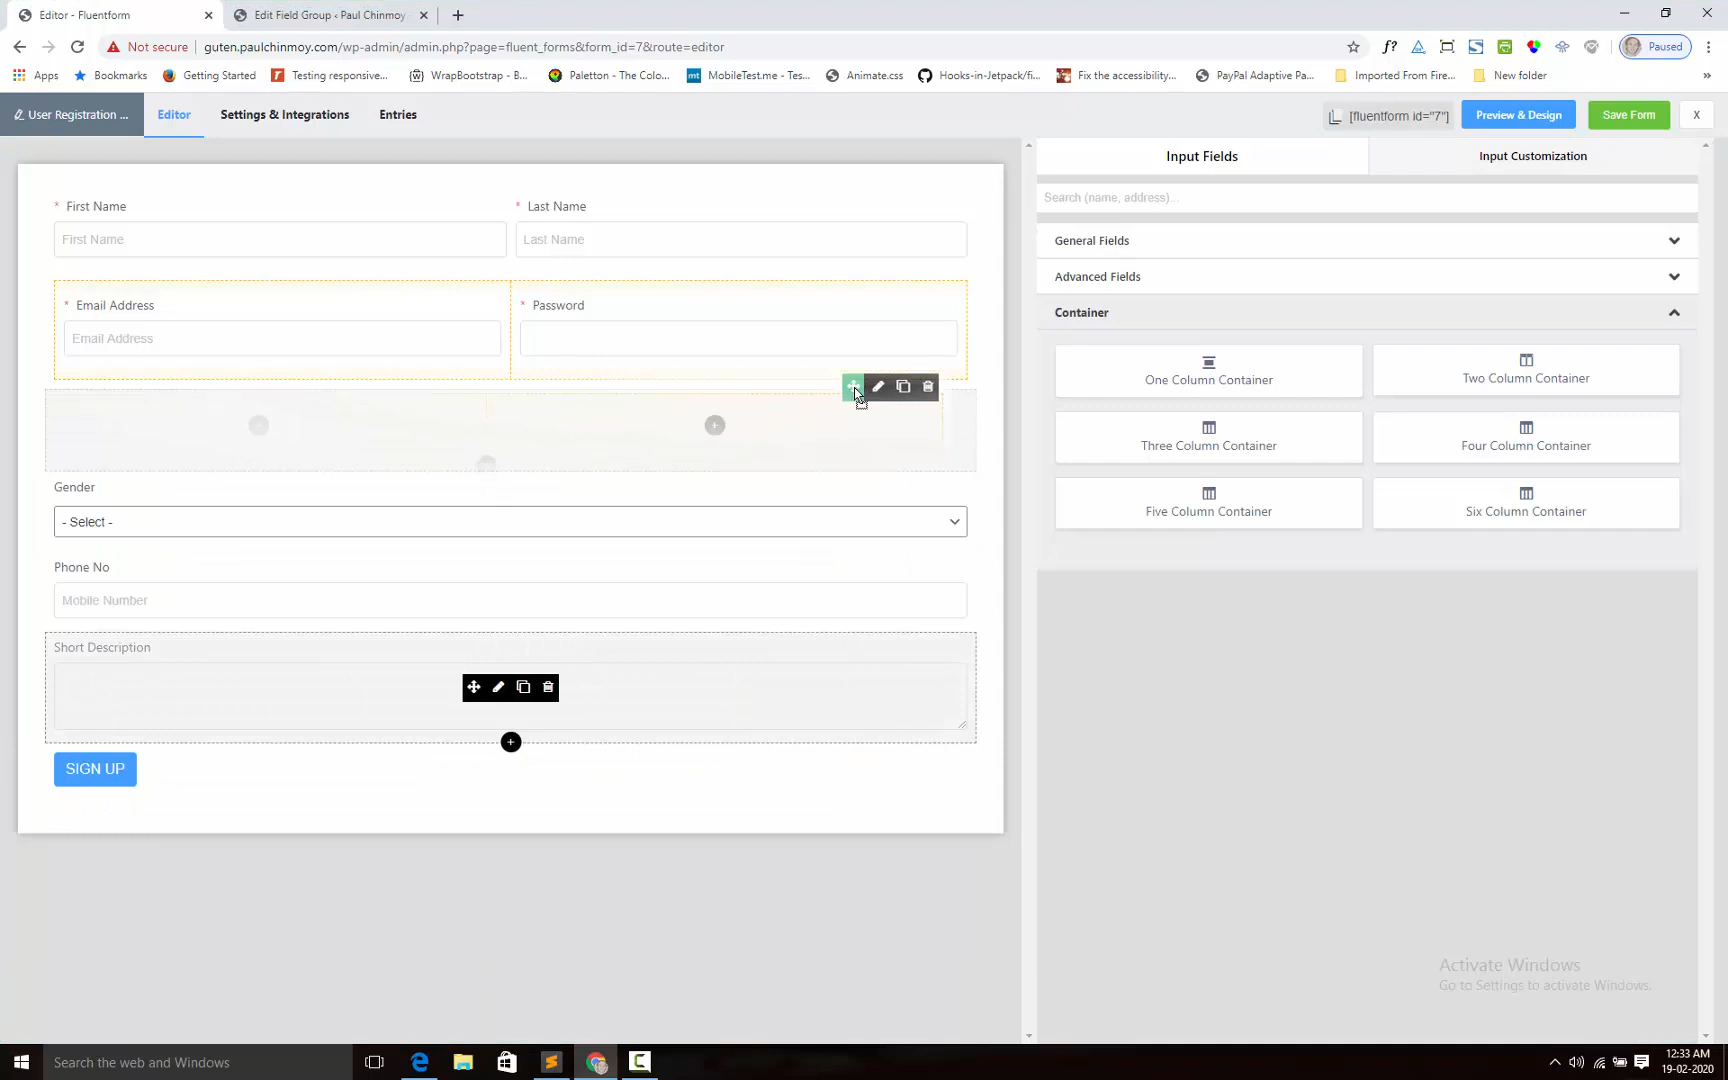 Editor - Fluentform
Edit Field Group ‹ Paul Chinmoy
Not secure
guten.paulchinmoy.com/wp-admin/admin.php?page=fluent_forms&form_id=7&route=editor
f?
Paused
Apps
Bookmarks
Getting Started
Testing responsive...
WrapBootstrap - B...
Paletton - The Colo...
mt
MobileTest.me - Tes...
Animate.css
Hooks-in-Jetpack/fi...
Fix the accessibility...
PayPal Adaptive Pa...
Imported From Fire...
New folder
»
User Registration ...
Editor
Settings & Integrations
Entries
[fluentform id="7"]
Preview & Design
Save Form
X
Input Fields
Input Customization
Search (name, address)...
General Fields
Advanced Fields
Container
One Column Container
Two Column Container
Three Column Container
Four Column Container
Five Column Container
Six Column Container
* First Name
* Last Name
First Name
Last Name
* Email Address
* Password
Email Address
Gender
- Select -
Phone No
Mobile Number
Short Description
SIGN UP
Activate Windows
Go to Settings to activate Windows.
Search the web and Windows
12:33 AM
19-02-2020